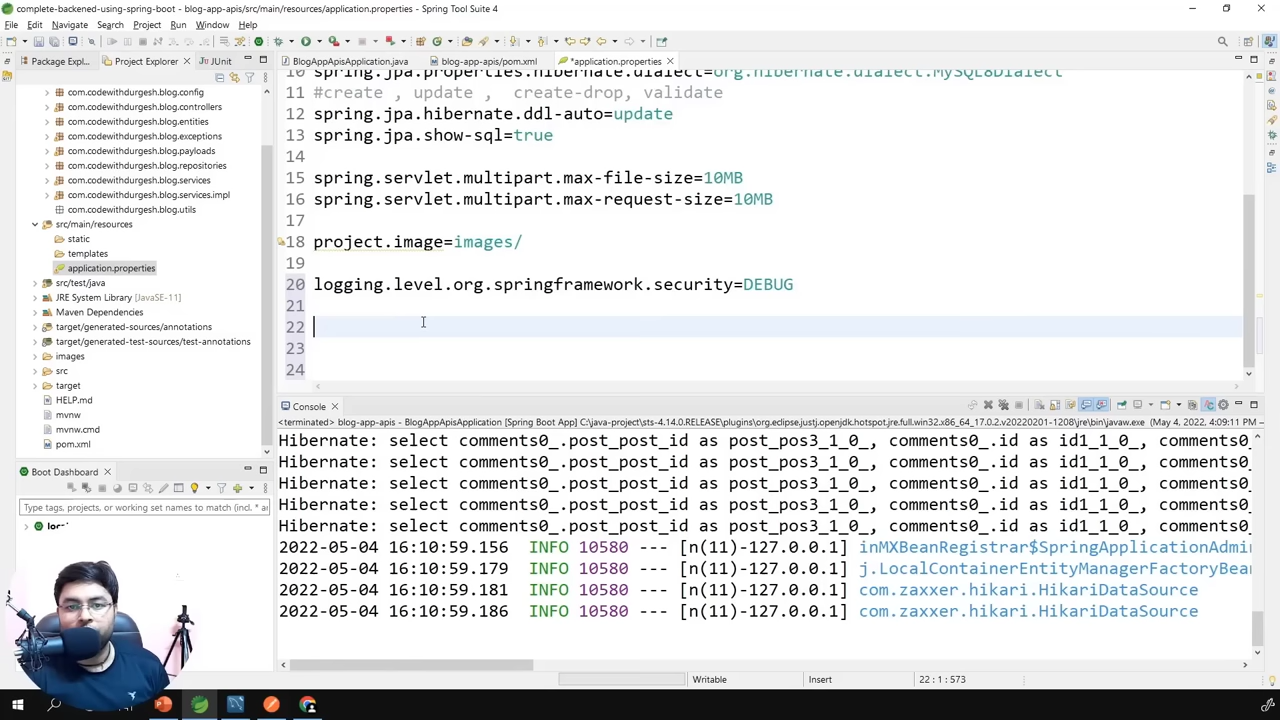 complete-backened-using-spring-boot - blog-app-apis/src/main/resources/application.properties - Spring Tool Suite 4
File Edit Navigate Search Project Run Window Help
Package Expl... Project Explorer JUnit
BlogAppApisApplication.java blog-app-apis/pom.xml *application.properties
com.codewithdurgesh.blog.config
com.codewithdurgesh.blog.controllers
com.codewithdurgesh.blog.entities
com.codewithdurgesh.blog.exceptions
com.codewithdurgesh.blog.payloads
com.codewithdurgesh.blog.repositories
com.codewithdurgesh.blog.services
com.codewithdurgesh.blog.services.impl
com.codewithdurgesh.blog.utils
src/main/resources
static
templates
application.properties
src/test/java
JRE System Library [JavaSE-11]
Maven Dependencies
target/generated-sources/annotations
target/generated-test-sources/test-annotations
images
src
target
HELP.md
mvnw
mvnw.cmd
pom.xml
10 spring.jpa.properties.hibernate.dialect=org.hibernate.dialect.MySQL8Dialect
11 #create , update , create-drop, validate
12 spring.jpa.hibernate.ddl-auto=update
13 spring.jpa.show-sql=true
14
15 spring.servlet.multipart.max-file-size=10MB
16 spring.servlet.multipart.max-request-size=10MB
17
18 project.image=images/
19
20 logging.level.org.springframework.security=DEBUG
21
22
23
24
Boot Dashboard
Type tags, projects, or working set names to match (incl. * a
Console
<terminated> blog-app-apis - BlogAppApisApplication [Spring Boot App] C:\java-project\sts-4.14.0.RELEASE\plugins\org.eclipse.justj.openjdk.hotspot.jre.full.win32.x86_64_17.0.2.v20220201-1208\jre\bin\javaw.exe (May 4, 2022, 4:09:11 PM
Hibernate: select comments0_.post_post_id as post_pos3_1_0_, comments0_.id as id1_1_0_, comments0_
Hibernate: select comments0_.post_post_id as post_pos3_1_0_, comments0_.id as id1_1_0_, comments0_
Hibernate: select comments0_.post_post_id as post_pos3_1_0_, comments0_.id as id1_1_0_, comments0_
Hibernate: select comments0_.post_post_id as post_pos3_1_0_, comments0_.id as id1_1_0_, comments0_
Hibernate: select comments0_.post_post_id as post_pos3_1_0_, comments0_.id as id1_1_0_, comments0_
2022-05-04 16:10:59.156 INFO 10580 --- [n(11)-127.0.0.1] inMXBeanRegistrar$SpringApplicationAdmi
2022-05-04 16:10:59.179 INFO 10580 --- [n(11)-127.0.0.1] j.LocalContainerEntityManagerFactoryBea
2022-05-04 16:10:59.181 INFO 10580 --- [n(11)-127.0.0.1] com.zaxxer.hikari.HikariDataSource
2022-05-04 16:10:59.186 INFO 10580 --- [n(11)-127.0.0.1] com.zaxxer.hikari.HikariDataSource
Writable Insert 22 : 1 : 573